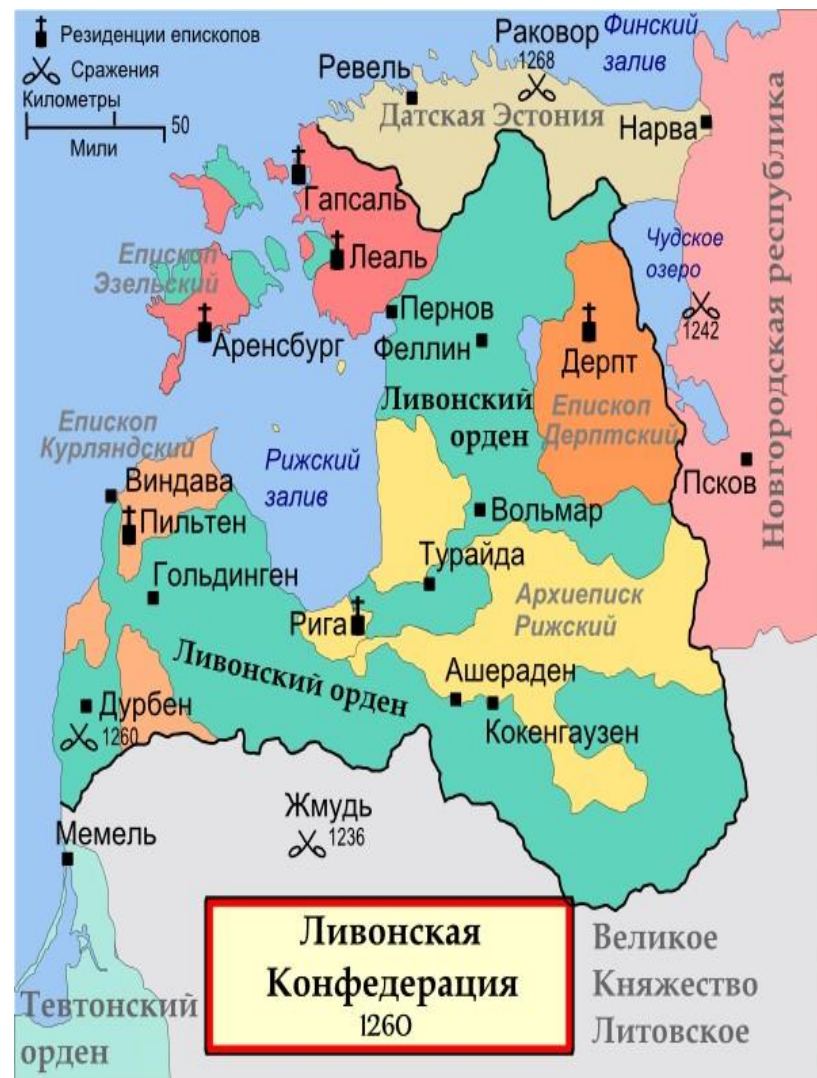 Резиденции епископов
Сражения
Километры
50
Мили
Раковор
1268
Финский
залив
Ревель
Датская Эстония
Нарва
Новгородская республика
Гапсаль
Епископ
Эзельский
Леаль
Чудское
озеро
1242
Аренсбург
Пернов
Феллин
Дерпт
Ливонский
орден
Епископ
Дерптский
Епископ
Курляндский
Рижский
залив
Виндава
Пильтен
Псков
Вольмар
Гольдинген
Турайда
Архиеписк
Рижский
Рига
Ливонский орден
Ашераден
Кокенгаузен
Дурбен
1260
Жмудь
1236
Мемель
Ливонская
Конфедерация
1260
Великое
Княжество
Литовское
Тевтонский
орден